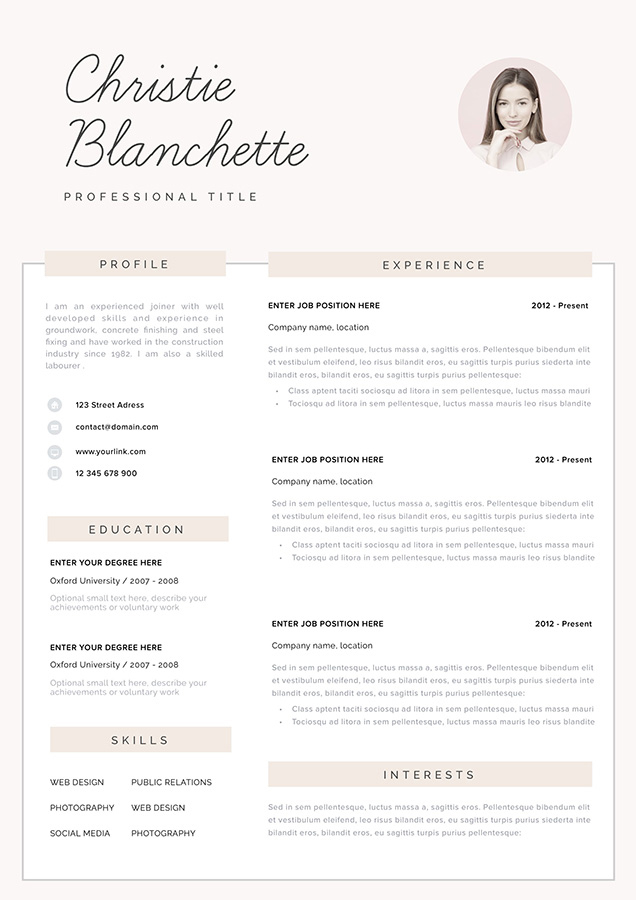 Christie
Blanchette
PROFESSIONAL TITLE
PROFILE
I am an experienced joiner with well
developed skills and experience in
groundwork, concrete finishing and steel
fixing and have worked in the construction
industry since 1982. I am also a skilled
labourer .
123 Street Adress
contact@domain.com
www.yourlink.com
12 345 678 900
EDUCATION
ENTER YOUR DEGREE HERE
Oxford University / 2007 - 2008
Optional small text here, describe your
achievements or voluntary work
ENTER YOUR DEGREE HERE
Oxford University / 2007 - 2008
Optional small text here, describe your
achievements or voluntary work
SKILLS
WEB DESIGN PUBLIC RELATIONS
PHOTOGRAPHY WEB DESIGN
SOCIAL MEDIA PHOTOGRAPHY
EXPERIENCE
ENTER JOB POSITION HERE 2012 - Present
Company name, location
Sed in sem pellentesque, luctus massa a, sagittis eros. Pellentesque bibendum elit
et vestibulum eleifend, leo risus bibendum elit eros, eu sagittis turpis purus siederta inte
blandit eros, blandit eros, eu sagittis turpis purius pellentesque:
• Class aptent taciti sociosqu ad litora in sem pellentesque, luctus massa muri
• Tociosqu ad litora in sem pellentesque, luctus massa mauris leo risus blandite
ENTER JOB POSITION HERE 2012 - Present
Company name, location
Sed in sem pellentesque, luctus massa a, sagittis eros. Pellentesque bibendum elit
et vestibulum eleifend, leo risus bilandit eros, eu sagittis turpis purus siederta inte
blandit eros, blandit eros, eu sagittis turpis purius pellentesque:
• Class aptent taciti sociosqu ad litora in sem pellentesque, luctus massa mauri
• Tociosqu ad litora in sem pellentesque, luctus massa mauris leo risus blandite
ENTER JOB POSITION HERE 2012 - Present
Company name, location
Sed in sem pellentesque, luctus massa a, sagittis eros. Pellentesque bibendum elit
et vestibulum eleifend, leo risus bilandit eros, eu sagittis turpis purus siederta inte
blandit eros, blandit eros, eu sagittis turpis purius pellentesque:
• Class aptent taciti sociosqu ad litora in sem pellentesque, luctus massa mauri
• Tociosqu ad litora in sem pellentesque, luctus massa mauris leo risus blandite
INTERESTS
Sed in sem pellentesque, luctus massa a, sagittis eros. Pellentesque bibendum elit
et vestibulum eleifend, leo risus bilandit eros, eu sagittis turpis purus siederta inte
blandit eros, blandit eros, eu sagittis turpis purius pellentesque: